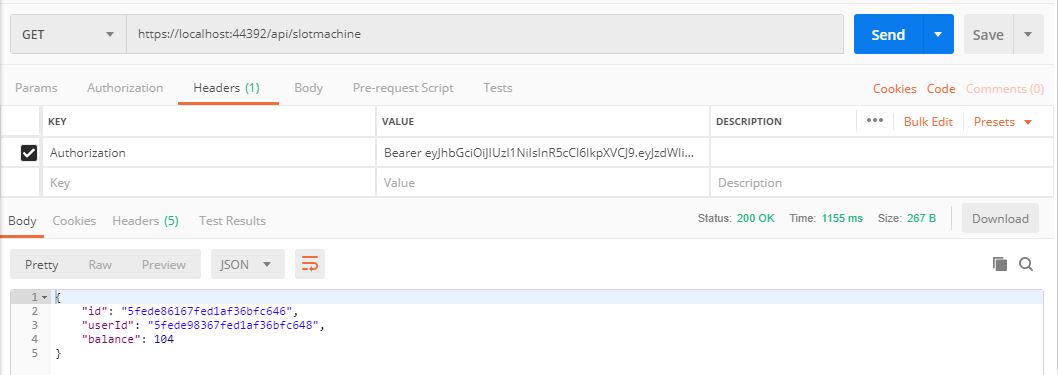 GET https://localhost:44392/api/slotmachine Send Save
Params Authorization Headers (1) Body Pre-request Script Tests Cookies Code Comments (0)
KEY VALUE DESCRIPTION ••• Bulk Edit Presets
Authorization Bearer eyJhbGciOiJIUzI1NiIsInR5cCI6IkpXVCJ9.eyJzdWIi...
Key Value Description
Body Cookies Headers (5) Test Results Status: 200 OK Time: 1155 ms Size: 267 B Download
Pretty Raw Preview JSON
1 {
2 "id": "5fede86167fed1af36bfc646",
3 "userId": "5fede98367fed1af36bfc648",
4 "balance": 104
5 }